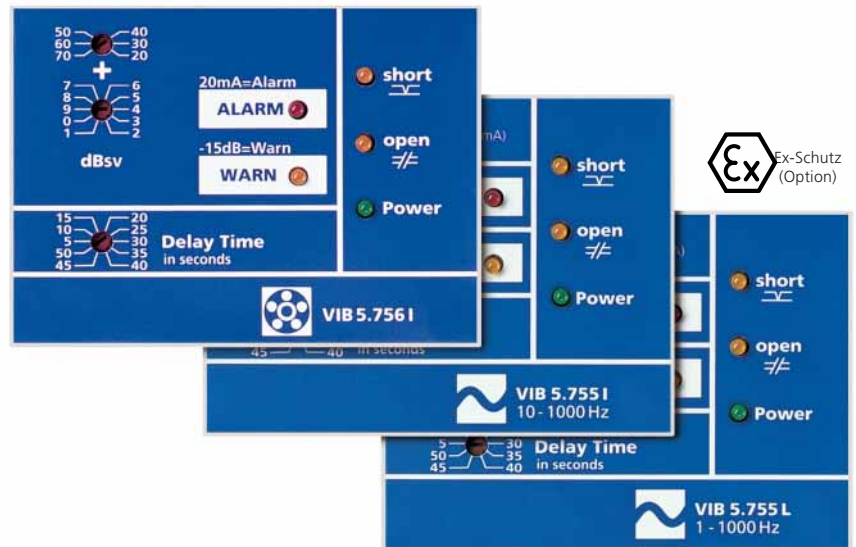 50 40
60 30
70 20
+
7 6
8 5
9 4
0 3
1 2
dBsv
20mA=Alarm
ALARM
-15dB=Warn
WARN
short
open
Power
15 20
10 25
5 30
50 35
45 40
Delay Time
in seconds
VIB 5.756 I
mA)
short
open
Power
45 40
in seconds
VIB 5.755 I
10 - 1000 Hz
Ex
Ex-Schutz
(Option)
short
open
Power
5 30
50 35
45 40
Delay Time
in seconds
VIB 5.755 L
1 - 1000 Hz